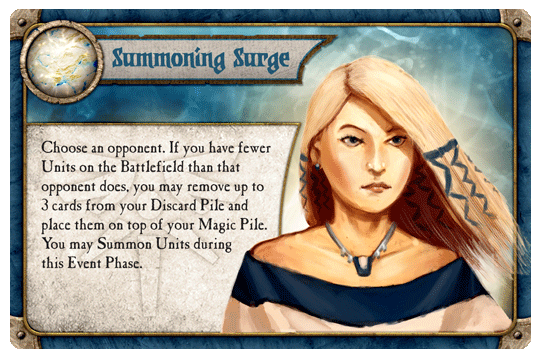 Summoning Surge
Choose an opponent. If you have fewer
Units on the Battlefield than that
opponent does, you may remove up to
3 cards from your Discard Pile and
place them on top of your Magic Pile.
You may Summon Units during
this Event Phase.